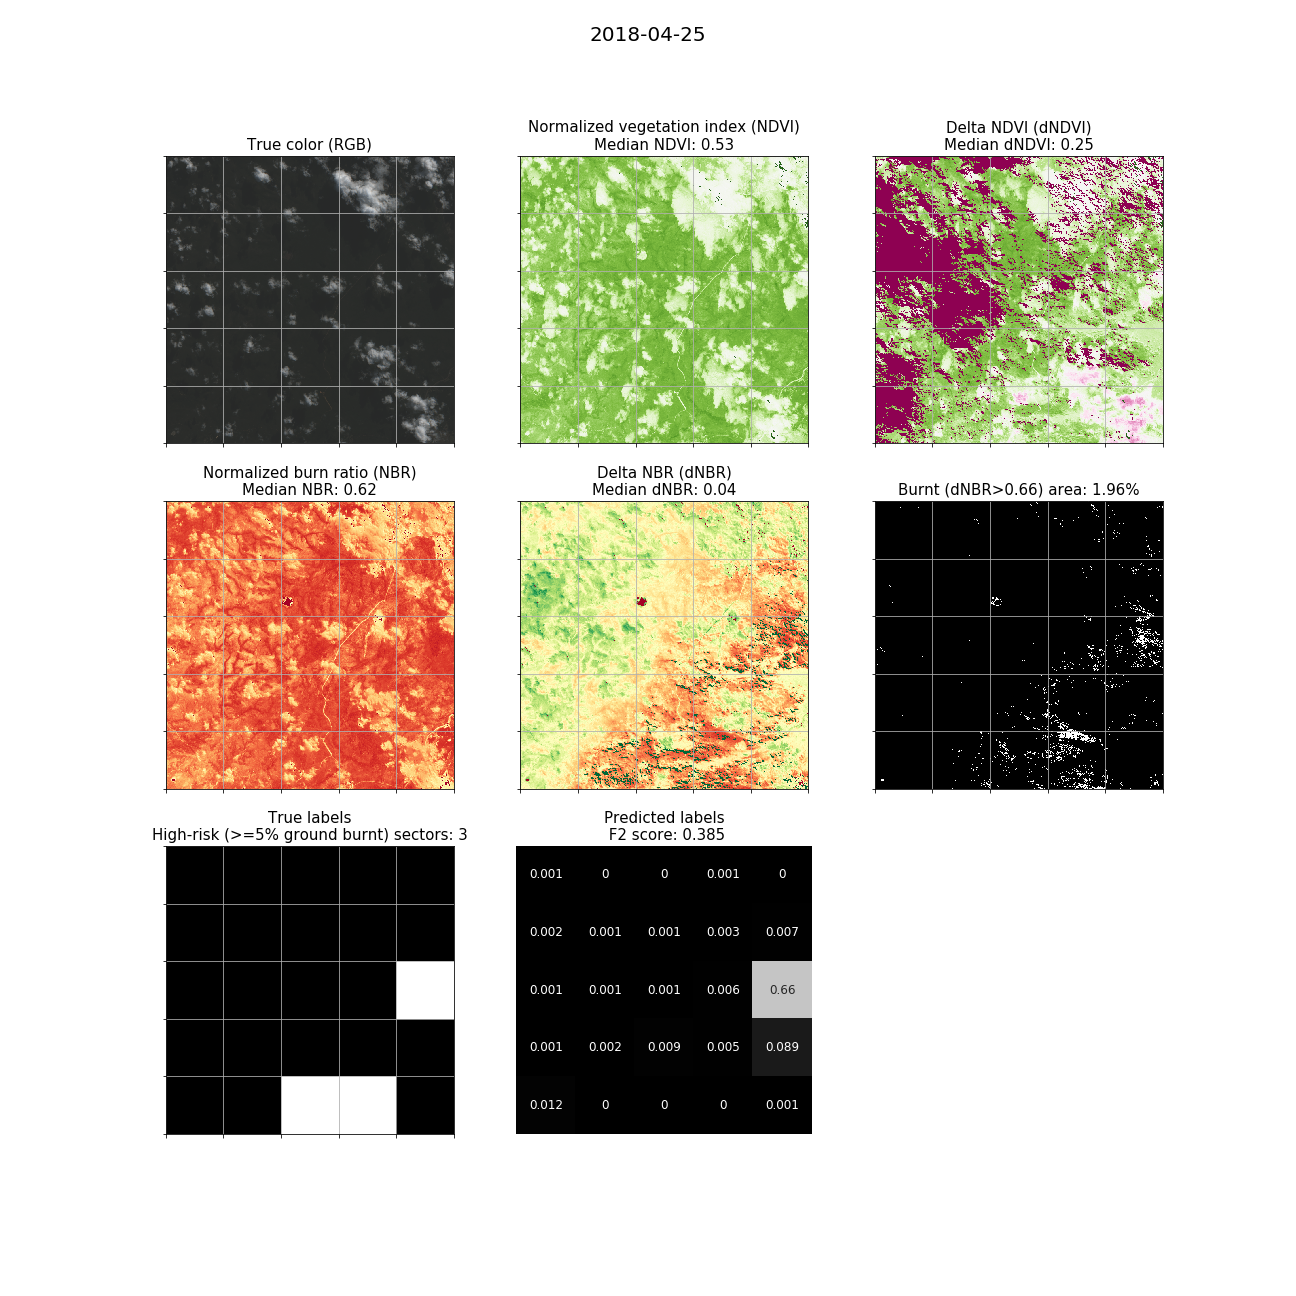 2018-04-25
True color (RGB)
Normalized vegetation index (NDVI)
Median NDVI: 0.53
Delta NDVI (dNDVI)
Median dNDVI: 0.25
Normalized burn ratio (NBR)
Median NBR: 0.62
Delta NBR (dNBR)
Median dNBR: 0.04
Burnt (dNBR>0.66) area: 1.96%
True labels
High-risk (>=5% ground burnt) sectors: 3
Predicted labels
F2 score: 0.385
0.001 0 0 0.001 0
0.002 0.001 0.001 0.003 0.007
0.001 0.001 0.001 0.006 0.66
0.001 0.002 0.009 0.005 0.089
0.012 0 0 0 0.001